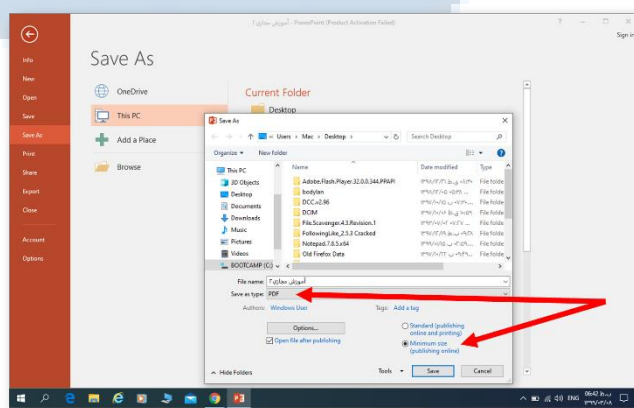 آموزش مجازی ۲ - PowerPoint (Product Activation Failed)
Sign in
Info
New
Open
Save
Save As
Print
Share
Export
Close
Account
Options
Save As
OneDrive
This PC
Add a Place
Browse
Current Folder
Desktop
Save As
« Users › Mac › Desktop ›
Search Desktop
Organize
New folder
This PC
3D Objects
Desktop
Documents
Downloads
Music
Pictures
Videos
BOOTCAMP (C:)
Name
Date modified
Type
Adobe.Flash.Player.32.0.0.344.PPAPI
File folde
bodylan
File folde
DCC.v2.96
File folde
DCIM
File folde
File.Scavenger.4.3.Revision.1
File folde
FollowingLike_2.5.3 Cracked
File folde
Notepad.7.8.5.x64
File folde
Old Firefox Data
File folde
File name: آموزش مجازی ۲
Save as type: PDF
Authors: Windows User
Tags: Add a tag
Options...
Open file after publishing
Standard (publishing
online and printing)
Minimum size
(publishing online)
Hide Folders
Tools
Save
Cancel
ENG